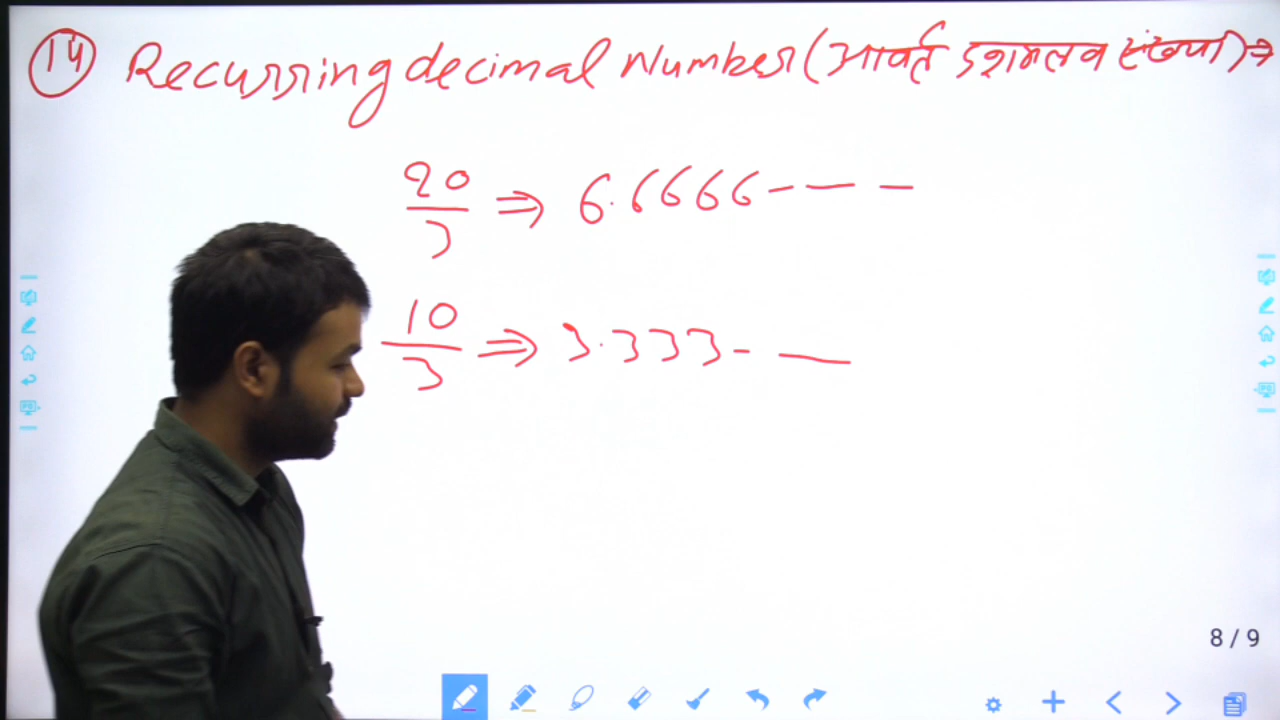 14 Recurring decimal Number (आवर्त दशमलव संख्या) →
20/3 ⇒ 6.6666 - - -
10/3 ⇒ 3.333 - -
8 / 9